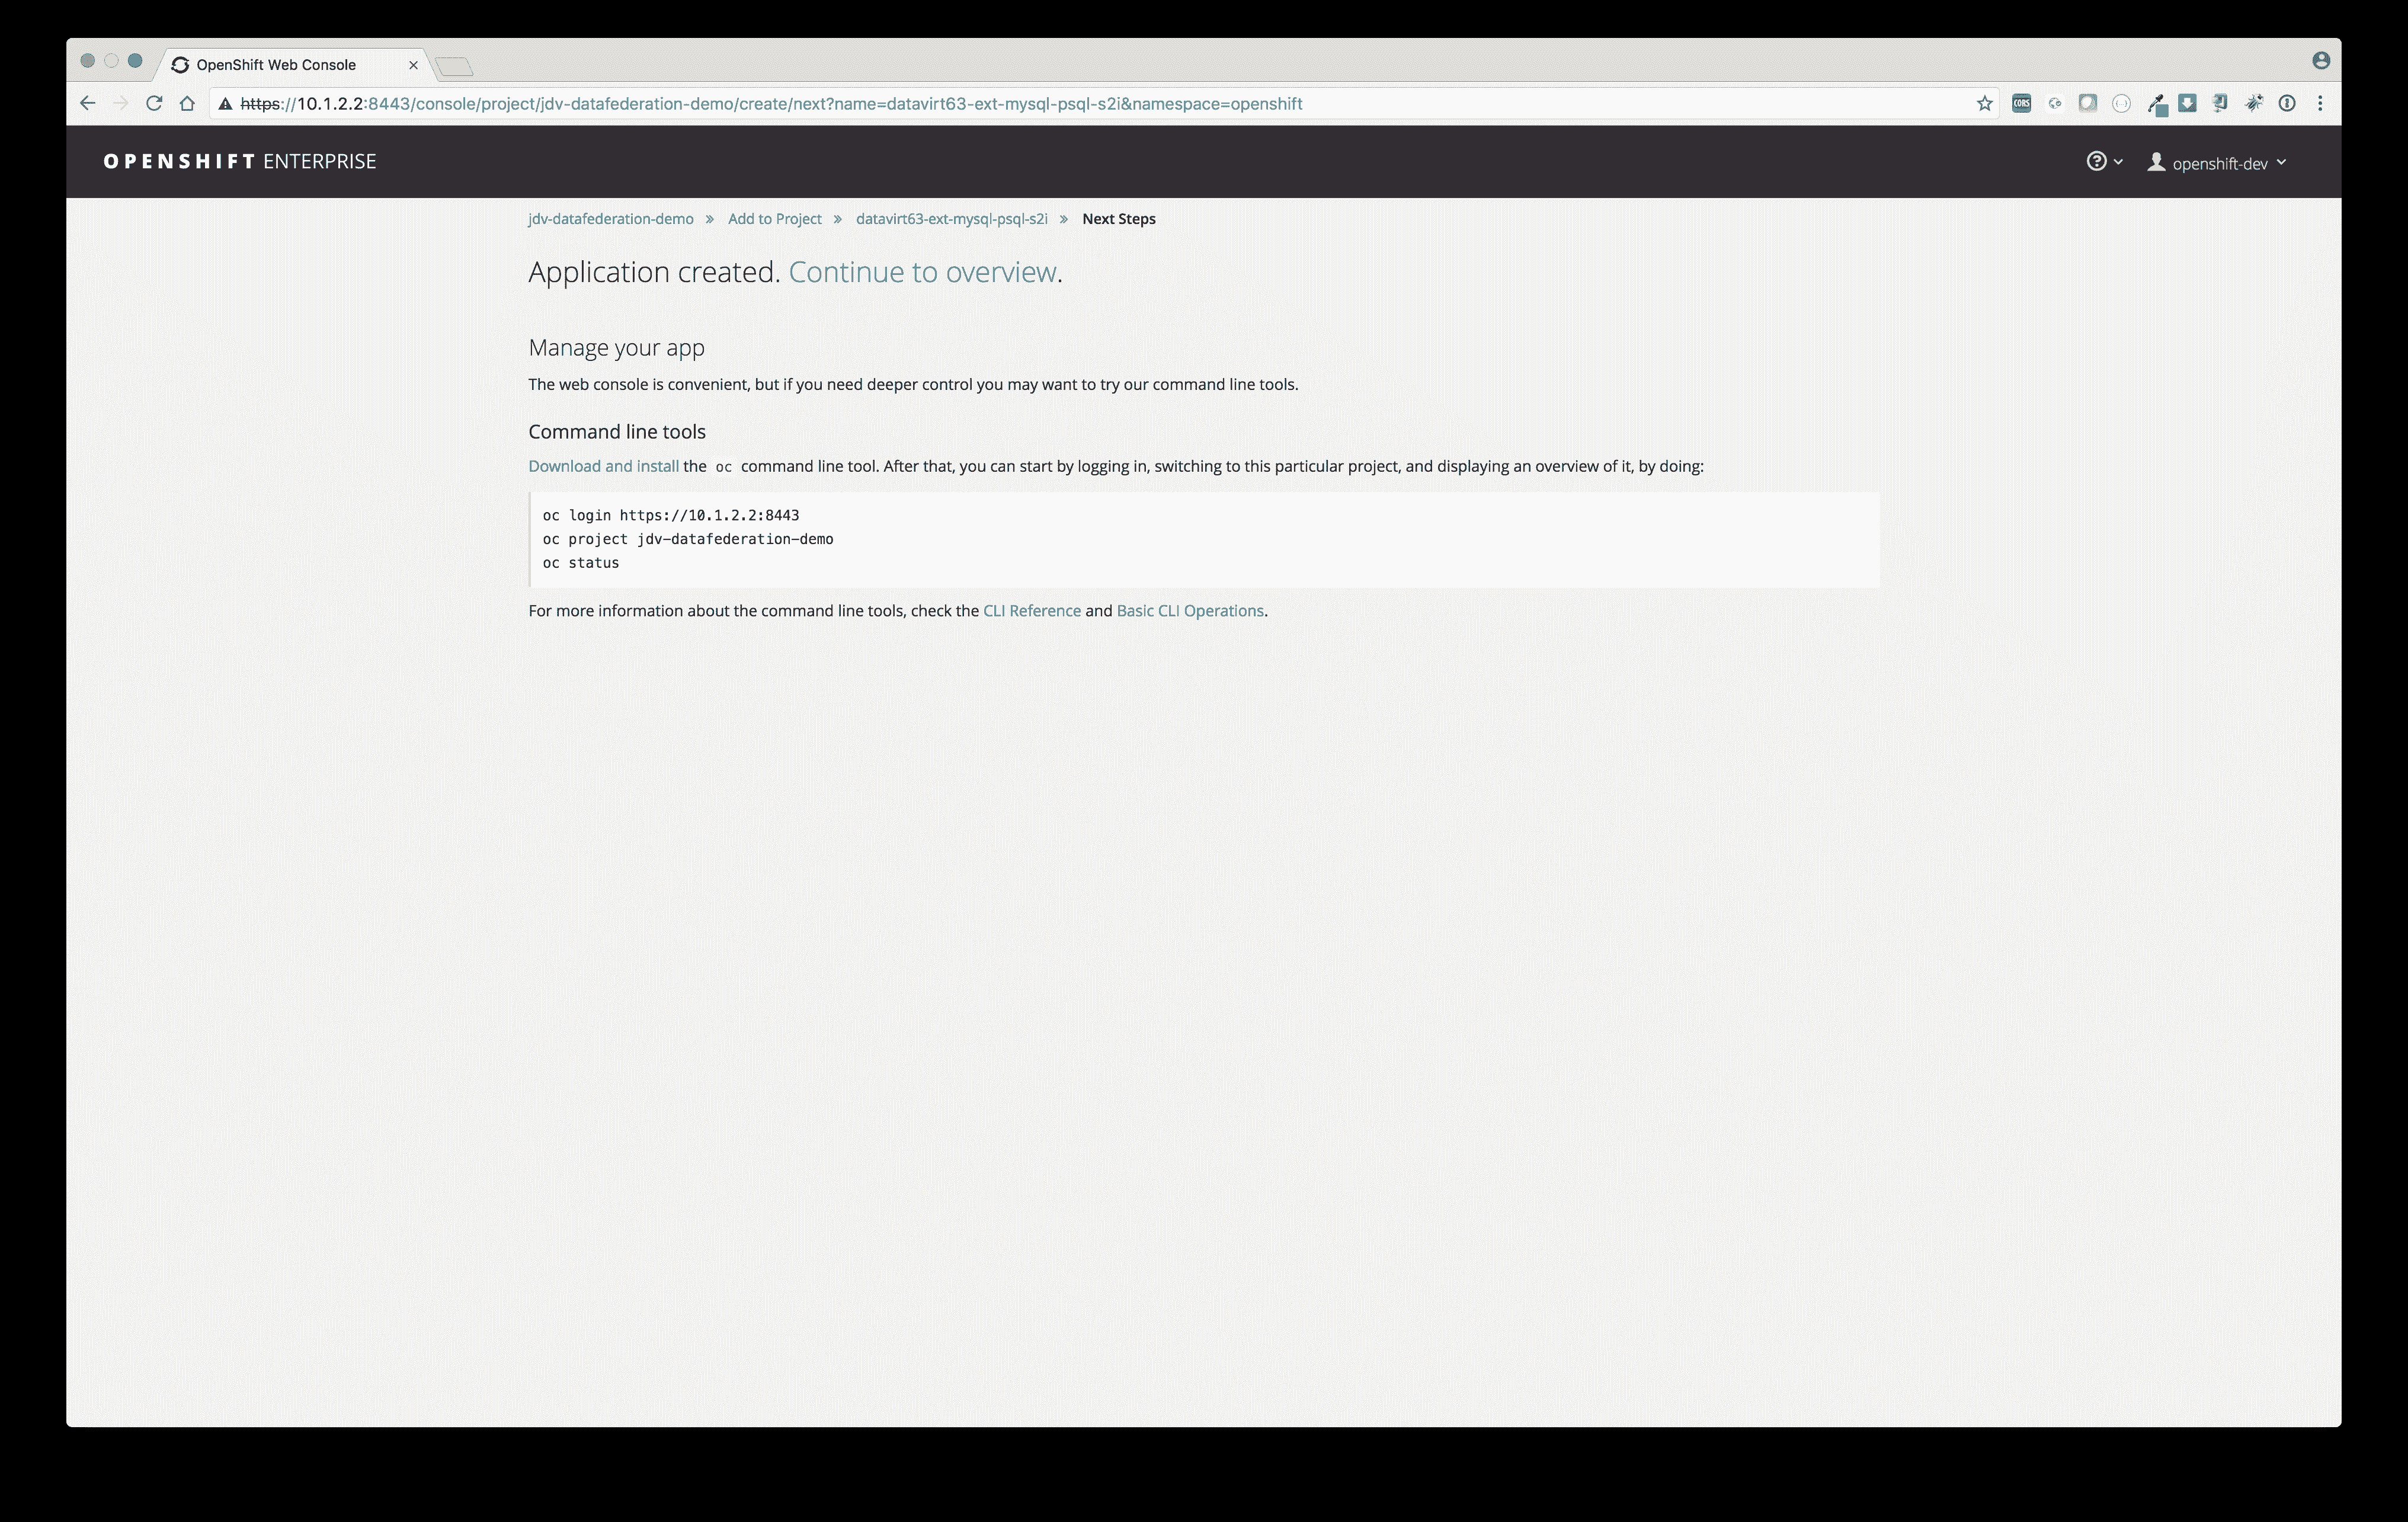 OpenShift Web Console
https://10.1.2.2:8443/console/project/jdv-datafederation-demo/create/next?name=datavirt63-ext-mysql-psql-s2i&namespace=openshift
CORS
OPENSHIFT ENTERPRISE
openshift-dev
jdv-datafederation-demo » Add to Project » datavirt63-ext-mysql-psql-s2i » Next Steps
Application created. Continue to overview.
Manage your app
The web console is convenient, but if you need deeper control you may want to try our command line tools.
Command line tools
Download and install the oc command line tool. After that, you can start by logging in, switching to this particular project, and displaying an overview of it, by doing:
oc login https://10.1.2.2:8443
oc project jdv-datafederation-demo
oc status
For more information about the command line tools, check the CLI Reference and Basic CLI Operations.